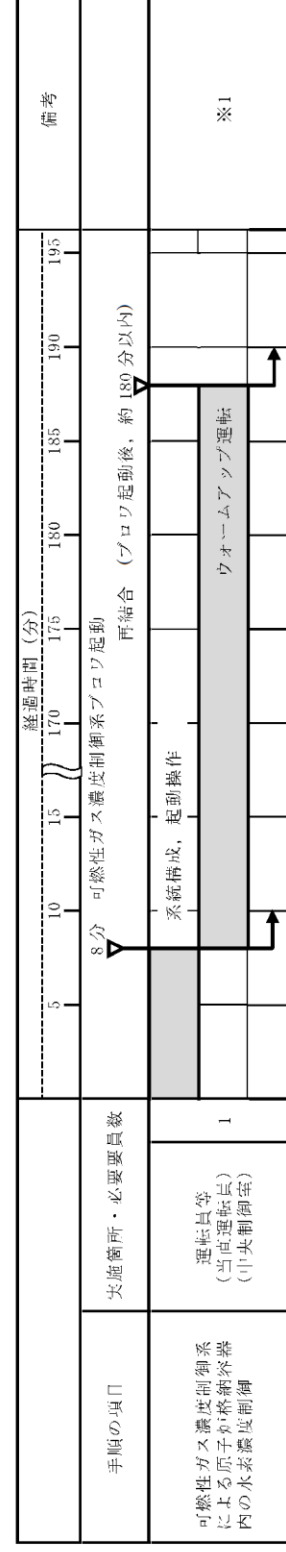 経過時間（分）
備考
5 10 15 170 175 180 185 190 195
手順の項目
実施箇所・必要要員数
8分 可燃性ガス濃度制御系ブロワ起動
再結合（ブロワ起動後，約 180 分以内）
可燃性ガス濃度制御系
による原子炉格納容器
内の水素濃度制御
運転員等
（当直運転員）
（中央制御室）
1
系統構成，起動操作
ウォームアップ運転
※1